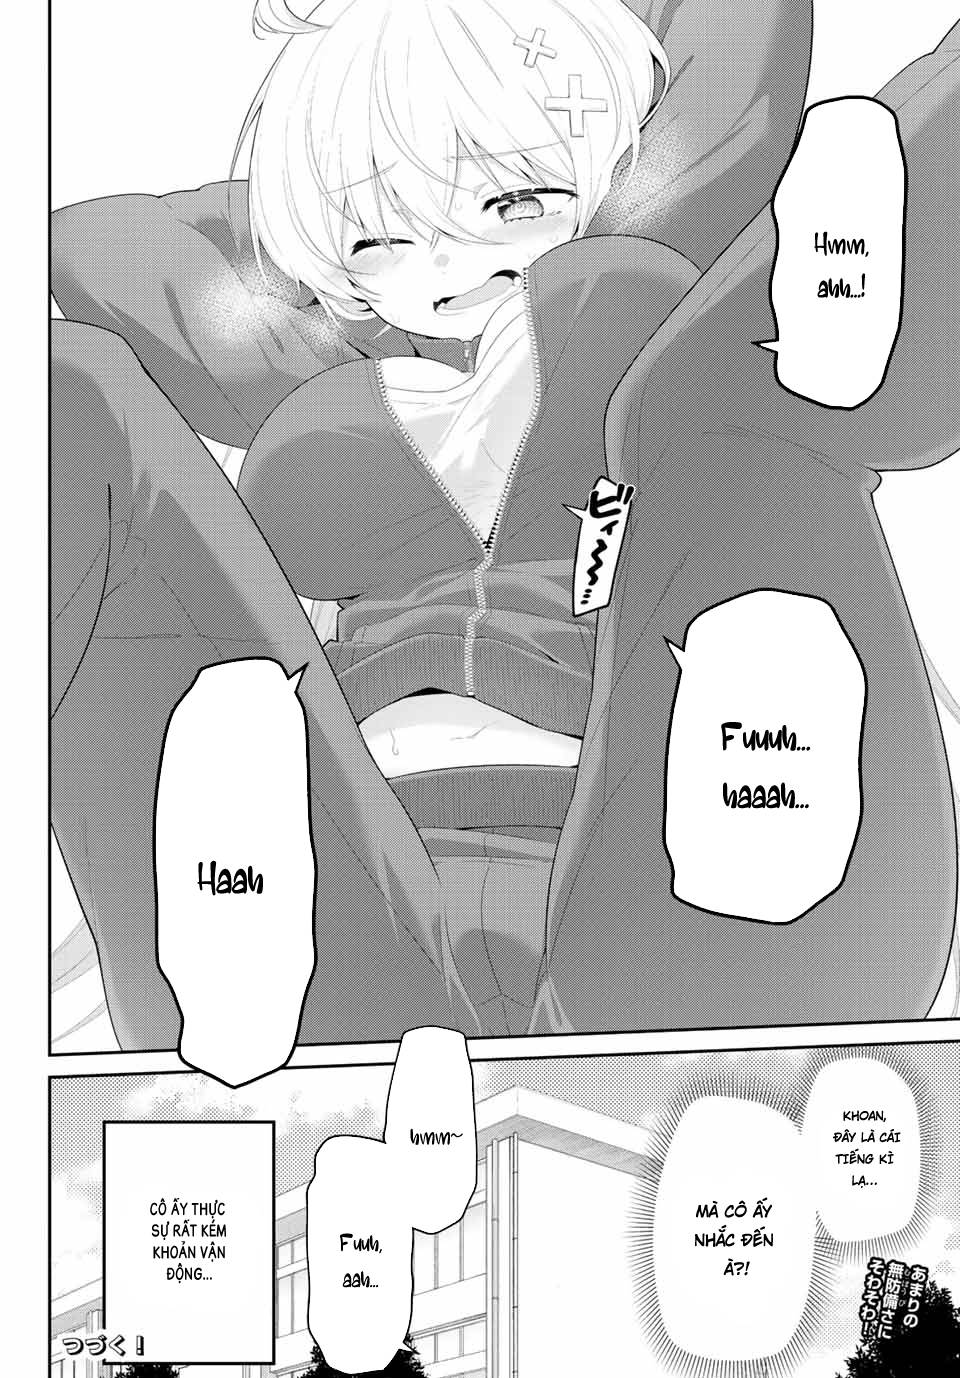 Hmm,
ahh...!
ビィ〜〜〜…
Fuuuh...
haaah...
Haah
KHOAN,
ĐÂY LÀ CÁI
TIẾNG KÌ
LẠ...
MÀ CÔ ẤY
NHẮC ĐẾN
À?!
hmm~
Fuuh,
aah...
CÔ ẤY THỰC
SỰ RẤT KÉM
KHOẢN VẬN
ĐỘNG...
あまりの
無防備さに
そわそわ!
つづく!